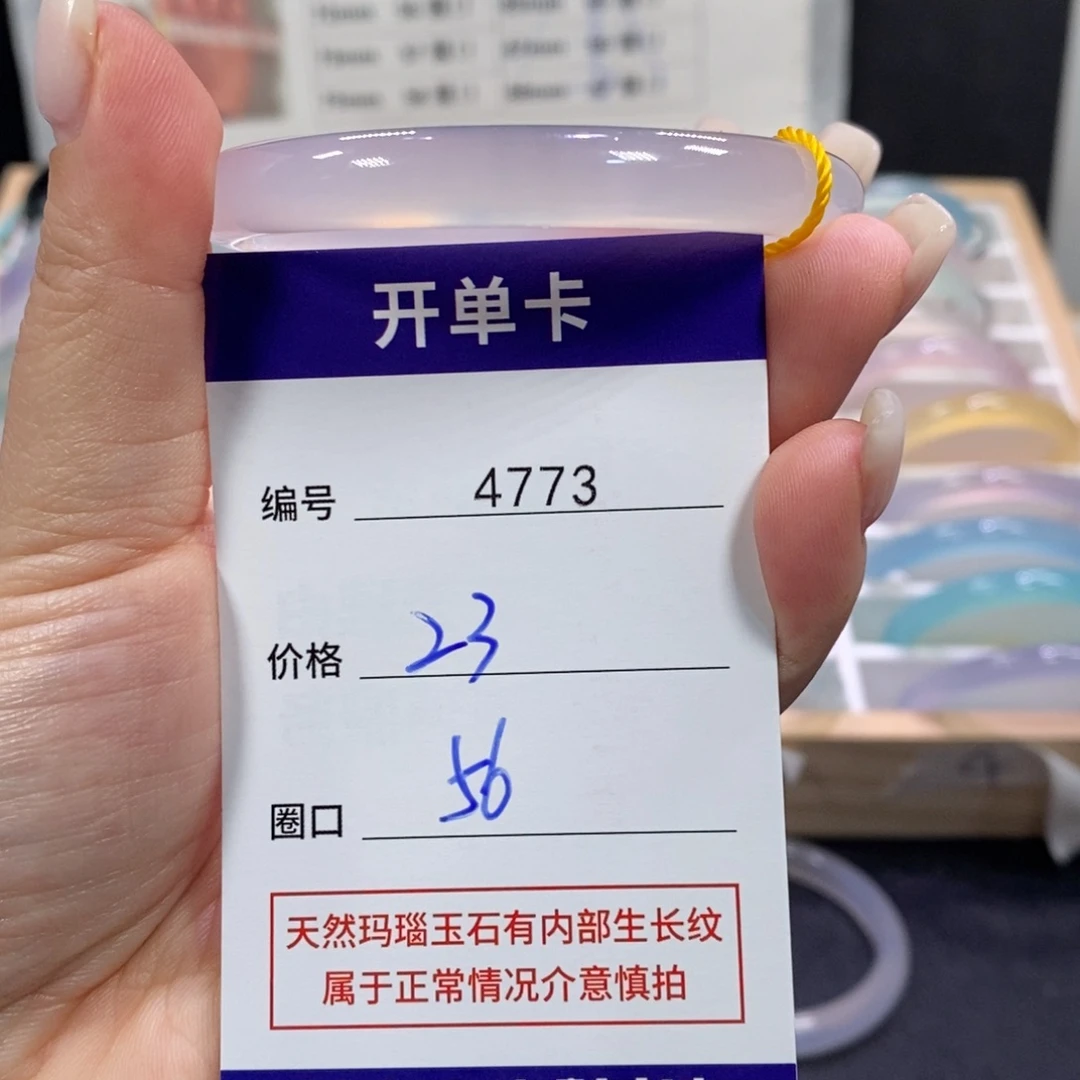 开单卡
编号 4773
价格 23
圈口 56
天然玛瑙玉石有内部生长纹
属于正常情况介意慎拍